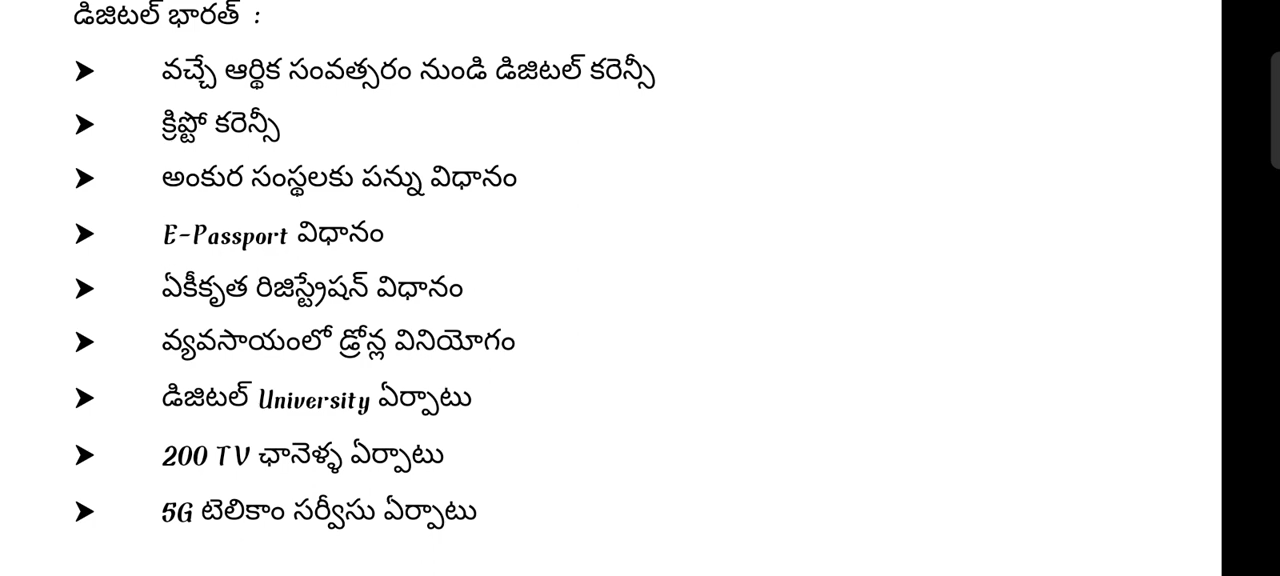 డిజిటల్ భారత్ :
➤ వచ్చే ఆర్థిక సంవత్సరం నుండి డిజిటల్ కరెన్సీ
➤ క్రిప్టో కరెన్సీ
➤ అంకుర సంస్థలకు పన్ను విధానం
➤ E-Passport విధానం
➤ ఏకీకృత రిజిస్ట్రేషన్ విధానం
➤ వ్యవసాయంలో డ్రోన్ల వినియోగం
➤ డిజిటల్ University ఏర్పాటు
➤ 200 TV ఛానెళ్ళ ఏర్పాటు
➤ 5G టెలికాం సర్వీసు ఏర్పాటు